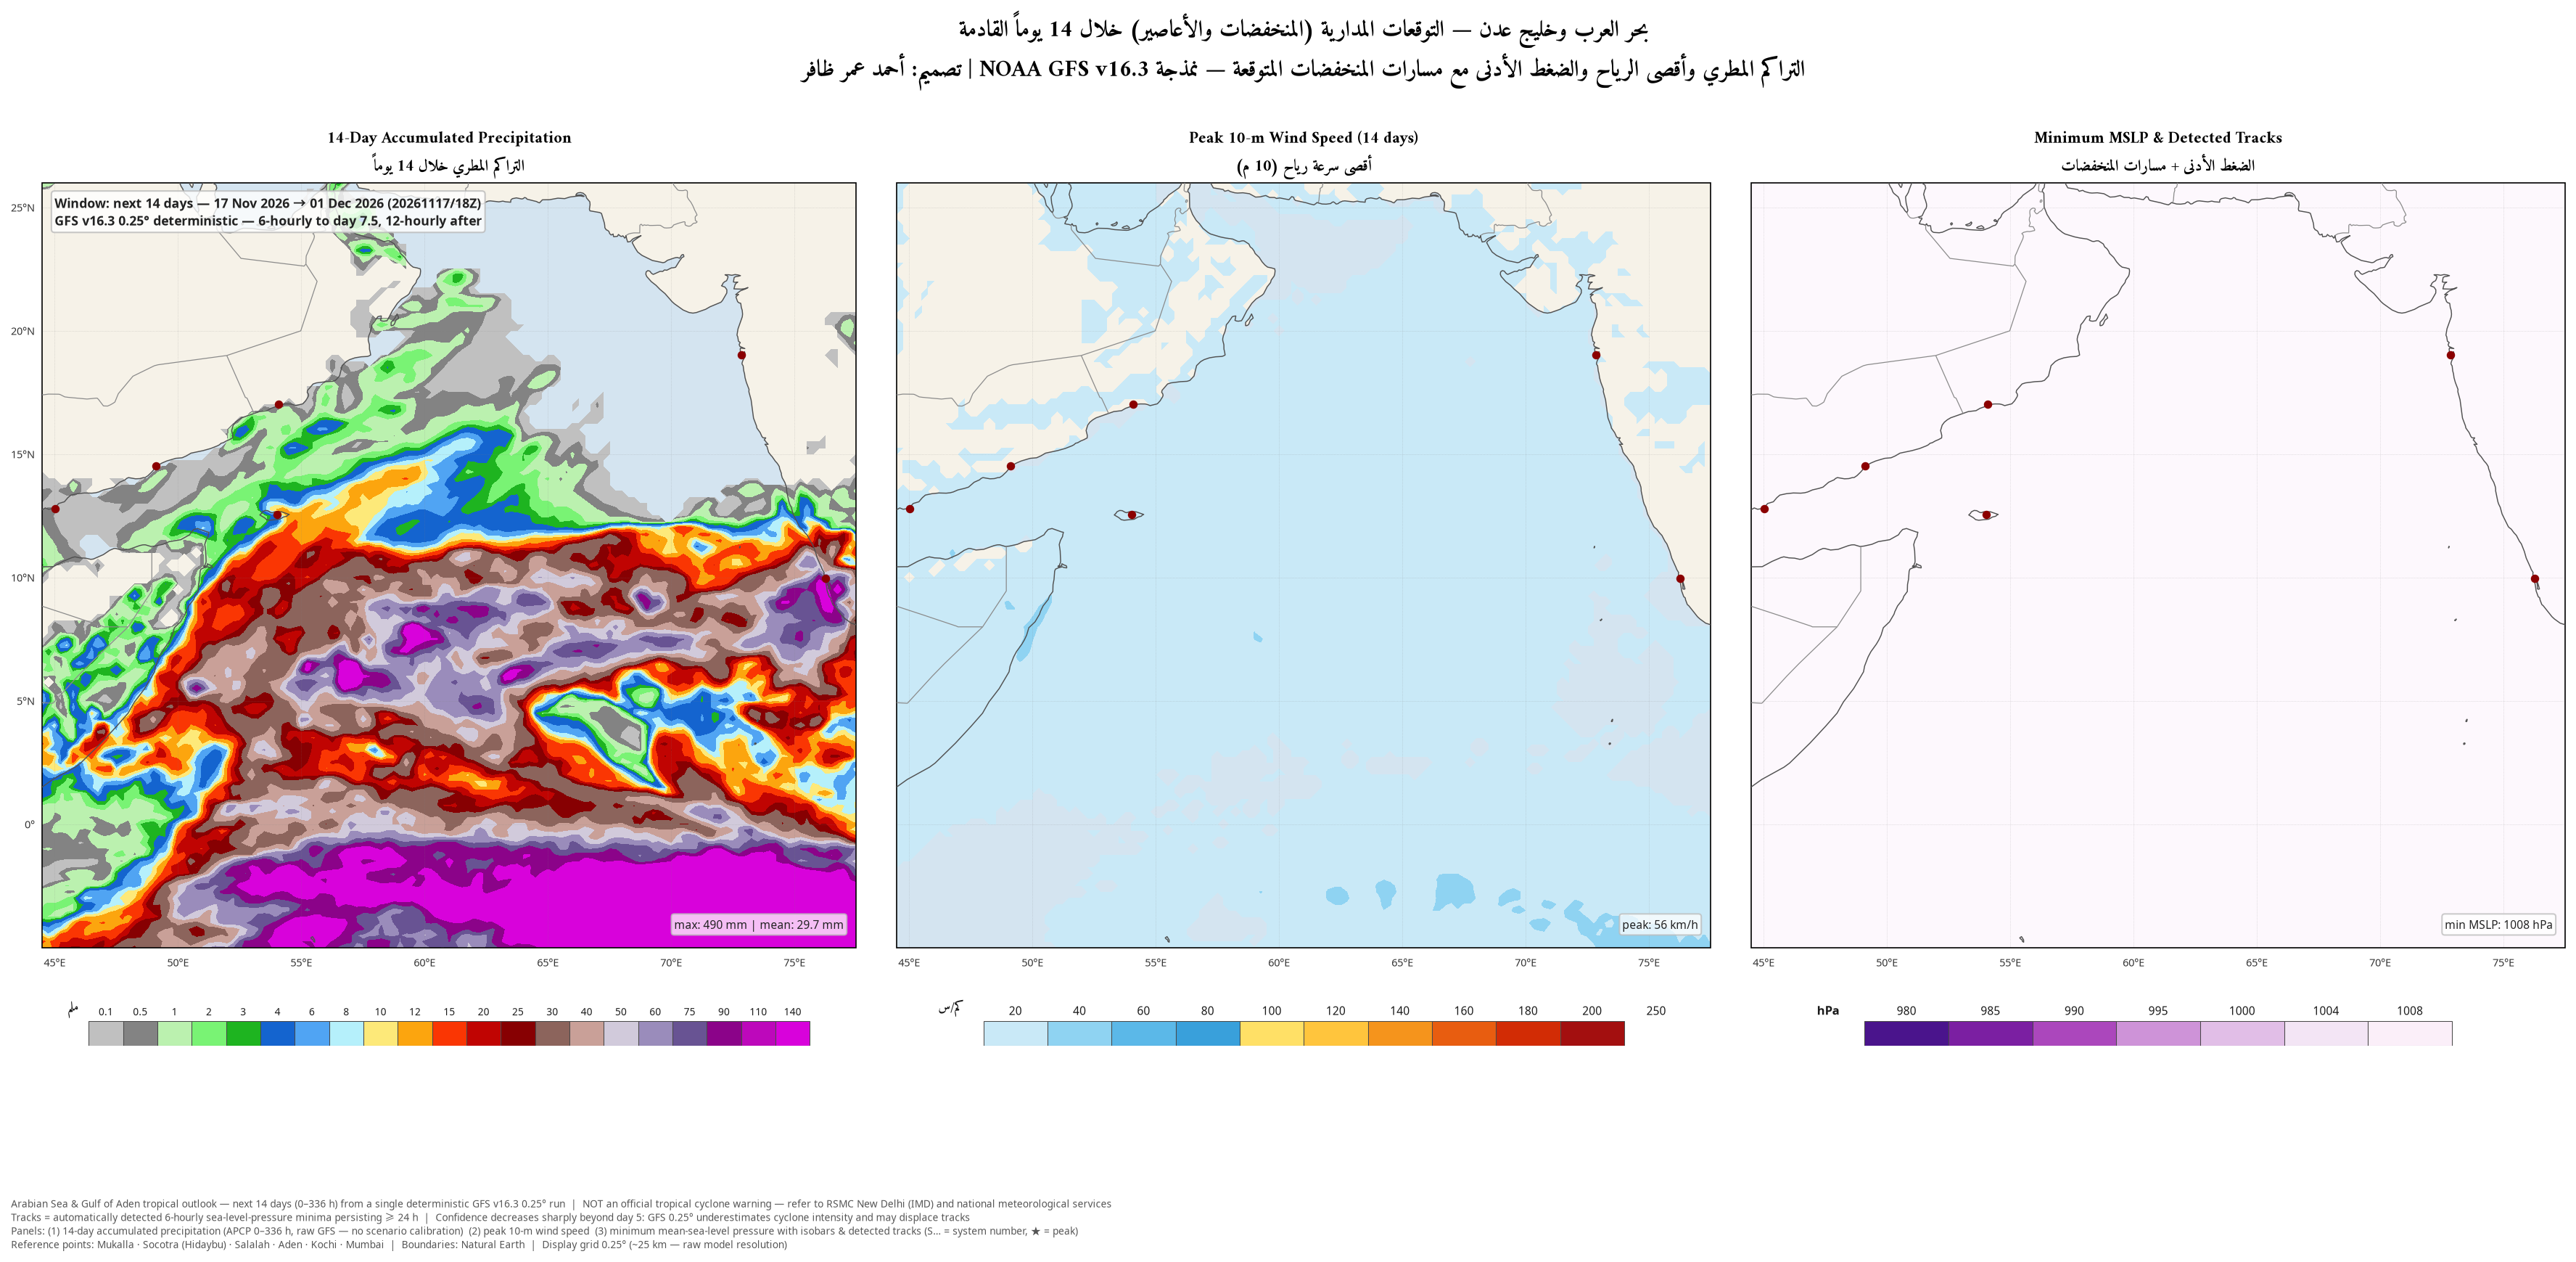 بحر العرب وخليج عدن — التوقعات المدارية (المنخفضات والأعاصير) خلال 14 يوماً القادمة
التراكم المطري وأقصى الرياح والضغط الأدنى مع مسارات المنخفضات المتوقعة — نمذجة NOAA GFS v16.3 | تصميم: أحمد عمر ظافر
14-Day Accumulated Precipitation
التراكم المطري خلال 14 يوماً
Window: next 14 days — 17 Nov 2026 → 01 Dec 2026 (20261117/18Z)
GFS v16.3 0.25° deterministic — 6-hourly to day 7.5, 12-hourly after
25°N
20°N
15°N
10°N
5°N
0°
max: 490 mm | mean: 29.7 mm
45°E 50°E 55°E 60°E 65°E 70°E 75°E
ملم 0.1 0.5 1 2 3 4 6 8 10 12 15 20 25 30 40 50 60 75 90 110 140
Peak 10-m Wind Speed (14 days)
أقصى سرعة رياح (10 م)
peak: 56 km/h
45°E 50°E 55°E 60°E 65°E 70°E 75°E
كم/س 20 40 60 80 100 120 140 160 180 200 250
Minimum MSLP & Detected Tracks
الضغط الأدنى + مسارات المنخفضات
min MSLP: 1008 hPa
45°E 50°E 55°E 60°E 65°E 70°E 75°E
hPa 980 985 990 995 1000 1004 1008
Arabian Sea & Gulf of Aden tropical outlook — next 14 days (0–336 h) from a single deterministic GFS v16.3 0.25° run | NOT an official tropical cyclone warning — refer to RSMC New Delhi (IMD) and national meteorological services
Tracks = automatically detected 6-hourly sea-level-pressure minima persisting ⩾ 24 h | Confidence decreases sharply beyond day 5: GFS 0.25° underestimates cyclone intensity and may displace tracks
Panels: (1) 14-day accumulated precipitation (APCP 0–336 h, raw GFS — no scenario calibration) (2) peak 10-m wind speed (3) minimum mean-sea-level pressure with isobars & detected tracks (S... = system number, ★ = peak)
Reference points: Mukalla · Socotra (Hidaybu) · Salalah · Aden · Kochi · Mumbai | Boundaries: Natural Earth | Display grid 0.25° (~25 km — raw model resolution)